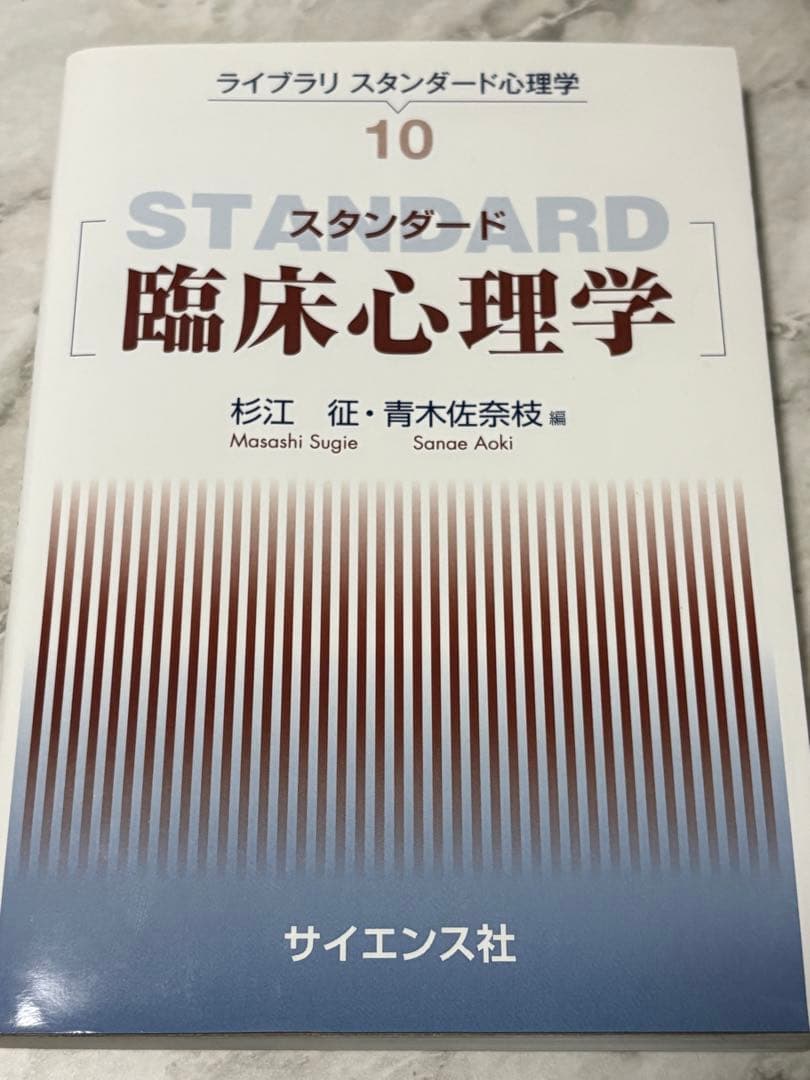 ライブラリ スタンダード心理学
10
STANDARD
スタンダード
臨床心理学
杉江 征・青木佐奈枝 編
Masashi Sugie Sanae Aoki
サイエンス社